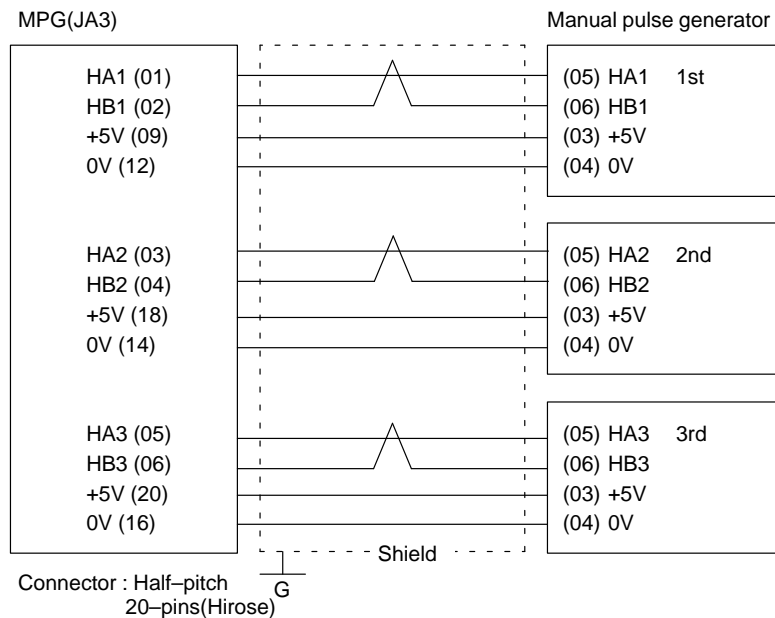 MPG(JA3) Manual pulse generator
HA1 (01) (05) HA1 1st
HB1 (02) (06) HB1
+5V (09) (03) +5V
0V (12) (04) 0V
HA2 (03) (05) HA2 2nd
HB2 (04) (06) HB2
+5V (18) (03) +5V
0V (14) (04) 0V
HA3 (05) (05) HA3 3rd
HB3 (06) (06) HB3
+5V (20) (03) +5V
0V (16) (04) 0V
Shield
G
Connector : Half–pitch
20–pins(Hirose)